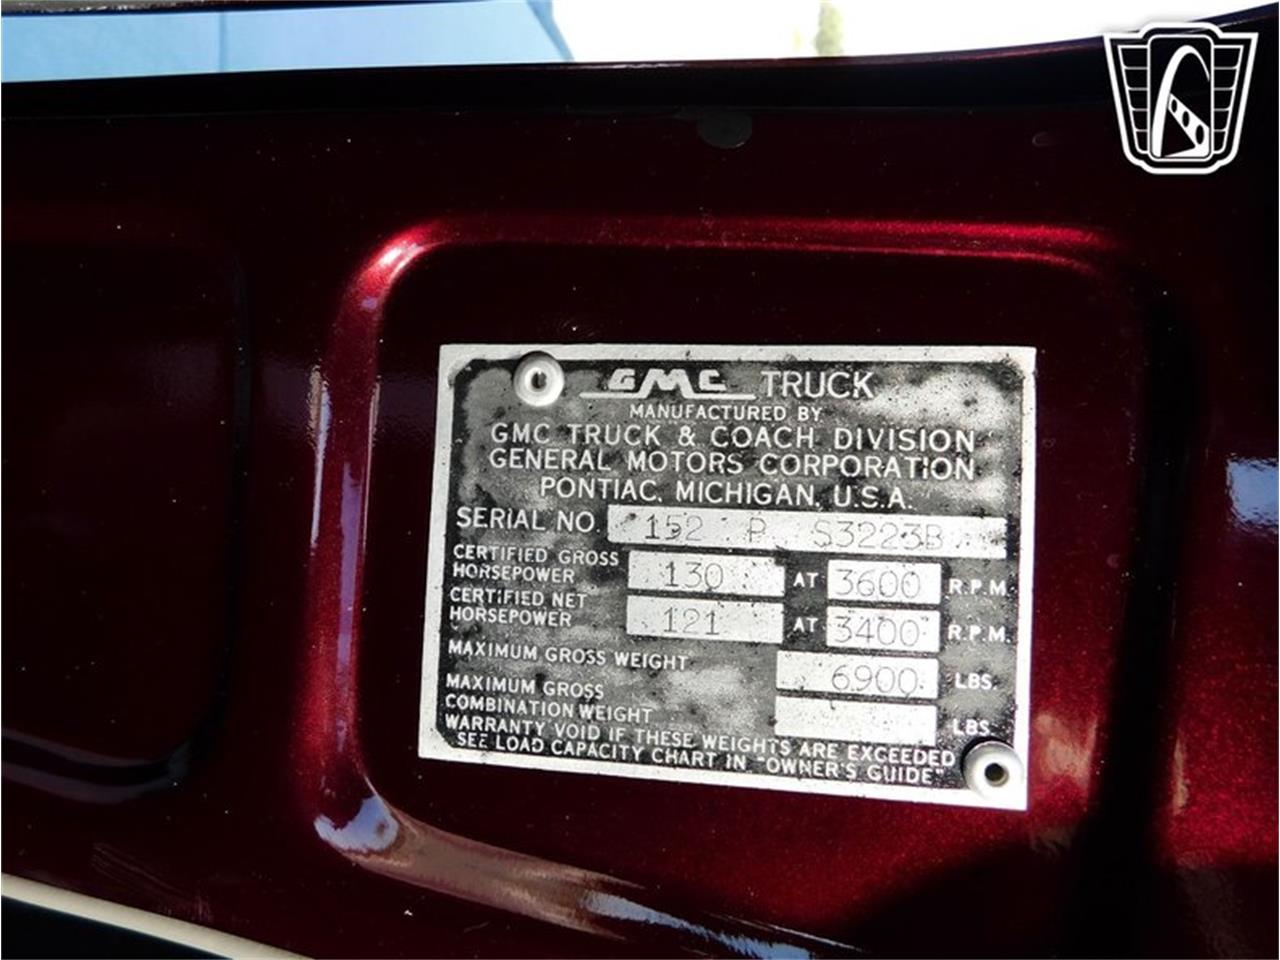 GMC TRUCK
MANUFACTURED BY
GMC TRUCK & COACH DIVISION
GENERAL MOTORS CORPORATION
PONTIAC, MICHIGAN, U.S.A.
SERIAL NO. 152 P S3223B
CERTIFIED GROSS HORSEPOWER 130 AT 3600 R.P.M.
CERTIFIED NET HORSEPOWER 121 AT 3400 R.P.M.
MAXIMUM GROSS WEIGHT 6900 LBS.
MAXIMUM GROSS
COMBINATION WEIGHT LBS.
WARRANTY VOID IF THESE WEIGHTS ARE EXCEEDED
SEE LOAD CAPACITY CHART IN "OWNER'S GUIDE"